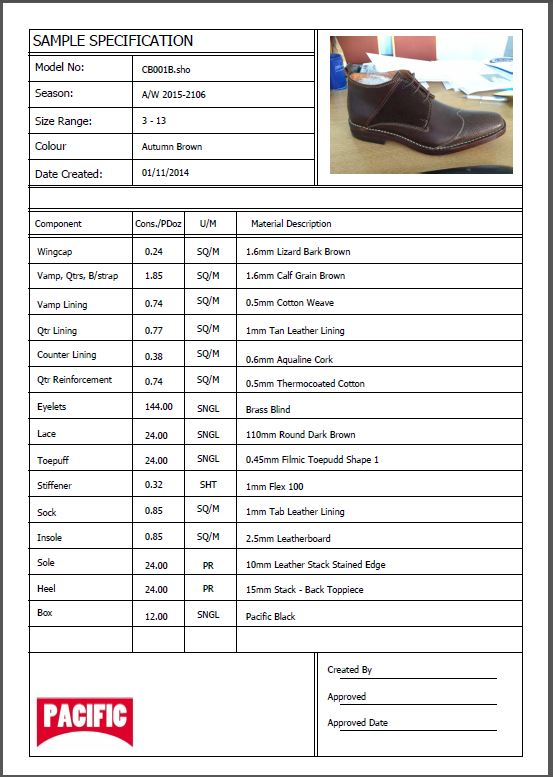 SAMPLE SPECIFICATION
Model No: CB001B.sho
Season: A/W 2015-2106
Size Range: 3 - 13
Colour Autumn Brown
Date Created: 01/11/2014
Component Cons./PDoz U/M Material Description
Wingcap 0.24 SQ/M 1.6mm Lizard Bark Brown
Vamp, Qtrs, B/strap 1.85 SQ/M 1.6mm Calf Grain Brown
Vamp Lining 0.74 SQ/M 0.5mm Cotton Weave
Qtr Lining 0.77 SQ/M 1mm Tan Leather Lining
Counter Lining 0.38 SQ/M 0.6mm Aqualine Cork
Qtr Reinforcement 0.74 SQ/M 0.5mm Thermocoated Cotton
Eyelets 144.00 SNGL Brass Blind
Lace 24.00 SNGL 110mm Round Dark Brown
Toepuff 24.00 SNGL 0.45mm Filmic Toepudd Shape 1
Stiffener 0.32 SHT 1mm Flex 100
Sock 0.85 SQ/M 1mm Tab Leather Lining
Insole 0.85 SQ/M 2.5mm Leatherboard
Sole 24.00 PR 10mm Leather Stack Stained Edge
Heel 24.00 PR 15mm Stack - Back Toppiece
Box 12.00 SNGL Pacific Black
Created By
Approved
Approved Date
PACIFIC